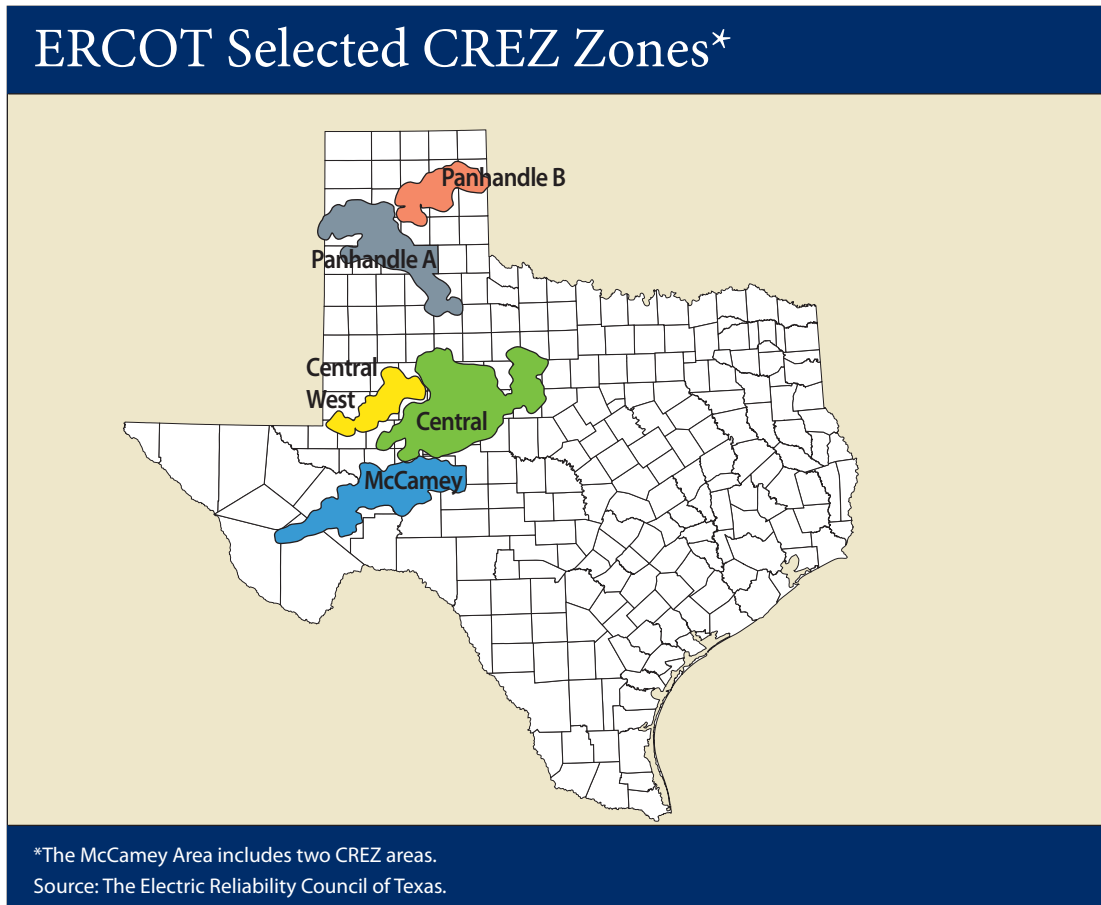 ERCOT Selected CREZ Zones*
Panhandle B
Panhandle A
Central
West
Central
McCamey
*The McCamey Area includes two CREZ areas.
Source: The Electric Reliability Council of Texas.